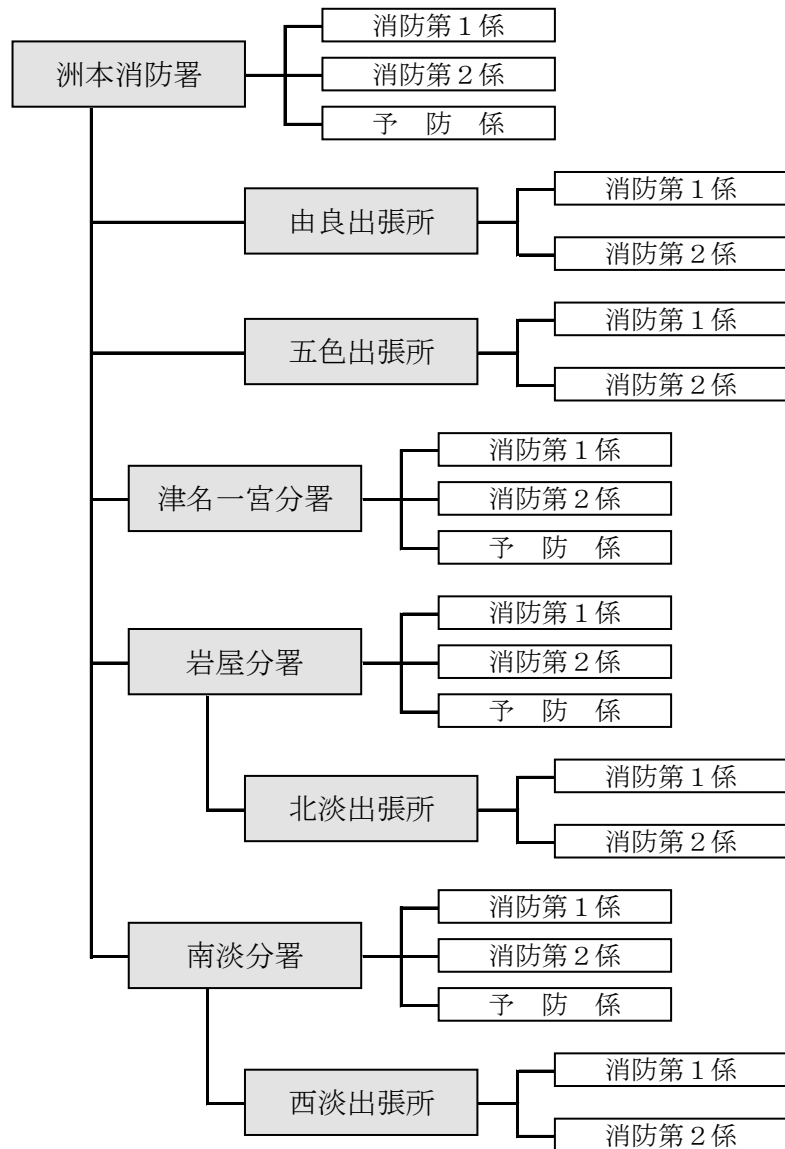 消防第１係
洲本消防署
消防第２係
予　防　係
消防第１係
由良出張所
消防第２係
消防第１係
五色出張所
消防第２係
消防第１係
津名一宮分署
消防第２係
予　防　係
消防第１係
岩屋分署
消防第２係
予　防　係
消防第１係
北淡出張所
消防第２係
消防第１係
南淡分署
消防第２係
予　防　係
消防第１係
西淡出張所
消防第２係